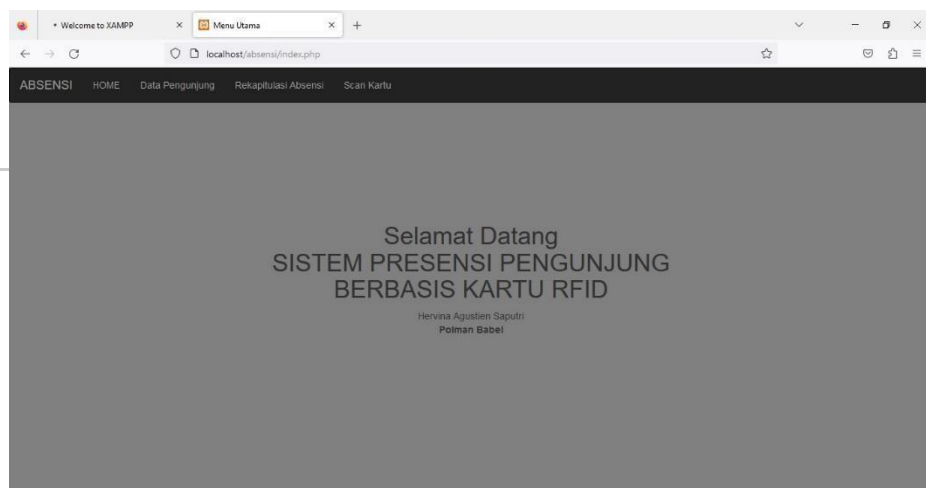 Welcome to XAMPP
Menu Utama
localhost/absensi/index.php
ABSENSI HOME Data Pengunjung Rekapitulasi Absensi Scan Kartu
Selamat Datang
SISTEM PRESENSI PENGUNJUNG
BERBASIS KARTU RFID
Hervina Agustien Saputri
Polman Babel